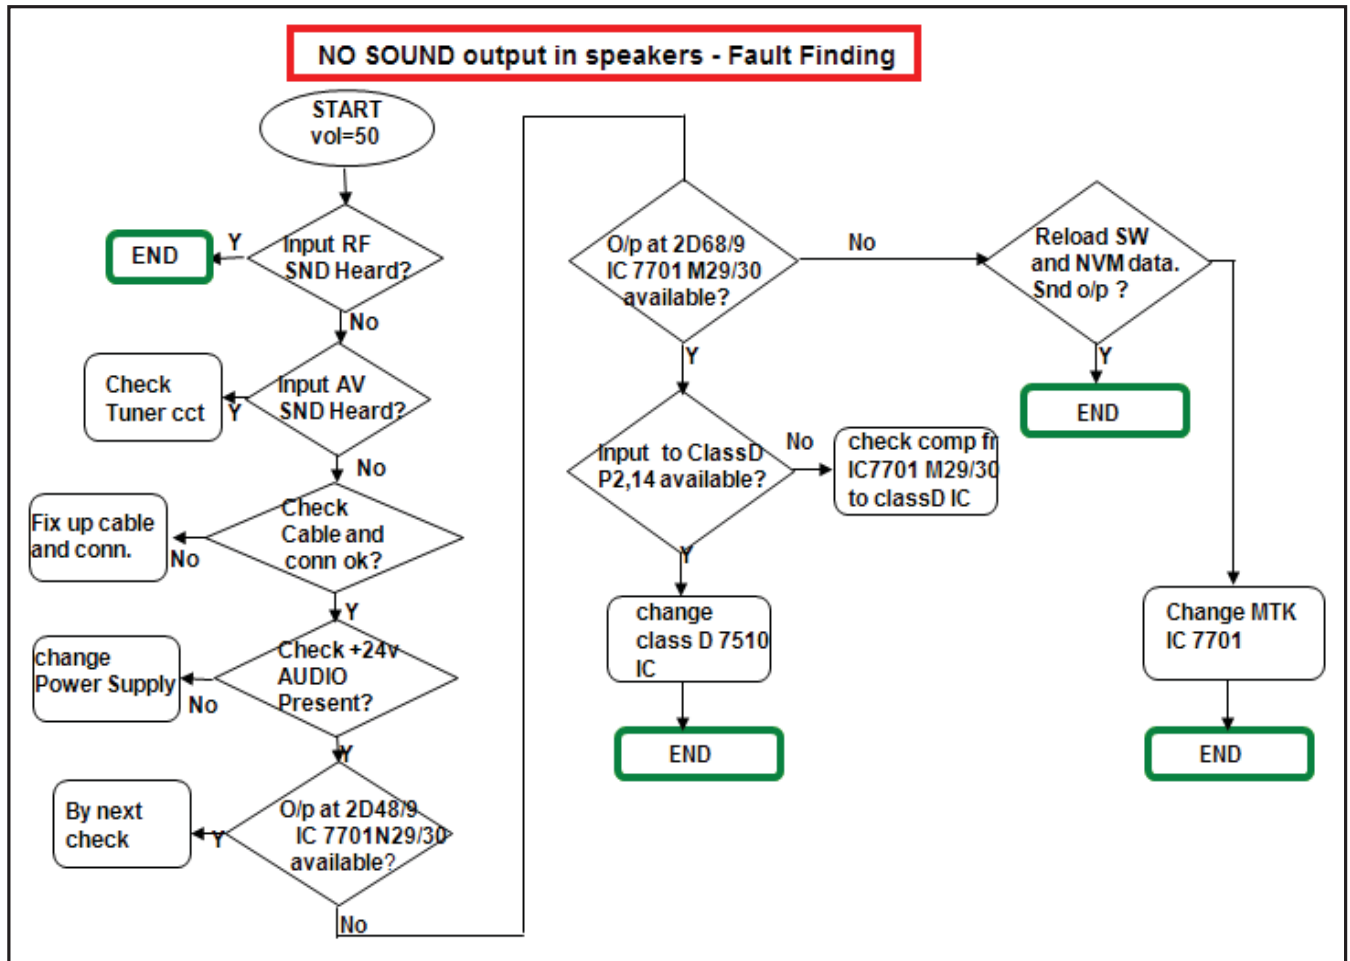 NO SOUND output in speakers - Fault Finding
START
vol=50
Input RF
SND Heard?
Y
END
No
Input AV
SND Heard?
Y
Check
Tuner cct
No
Check
Cable and
conn ok?
No
Fix up cable
and conn.
Y
Check +24v
AUDIO
Present?
No
change
Power Supply
Y
O/p at 2D48/9
IC 7701N29/30
available?
Y
By next
check
No
O/p at 2D68/9
IC 7701 M29/30
available?
No
Reload SW
and NVM data.
Snd o/p ?
Y
END
Y
Input to ClassD
P2,14 available?
No
check comp fr
IC7701 M29/30
to classD IC
Y
change
class D 7510
IC
END
Change MTK
IC 7701
END